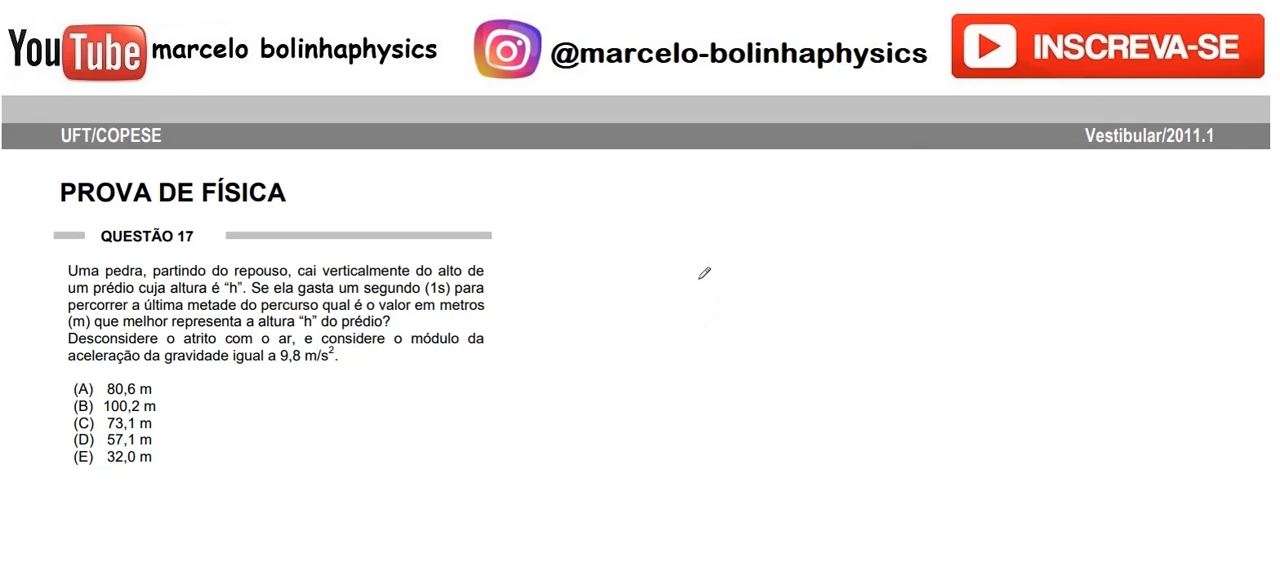 YouTube marcelo bolinhaphysics @marcelo-bolinhaphysics INSCREVA-SE
UFT/COPESE Vestibular/2011.1
PROVA DE FÍSICA
QUESTÃO 17
Uma pedra, partindo do repouso, cai verticalmente do alto de
um prédio cuja altura é “h”. Se ela gasta um segundo (1s) para
percorrer a última metade do percurso qual é o valor em metros
(m) que melhor representa a altura “h” do prédio?
Desconsidere o atrito com o ar, e considere o módulo da
aceleração da gravidade igual a 9,8 m/s².
(A) 80,6 m
(B) 100,2 m
(C) 73,1 m
(D) 57,1 m
(E) 32,0 m